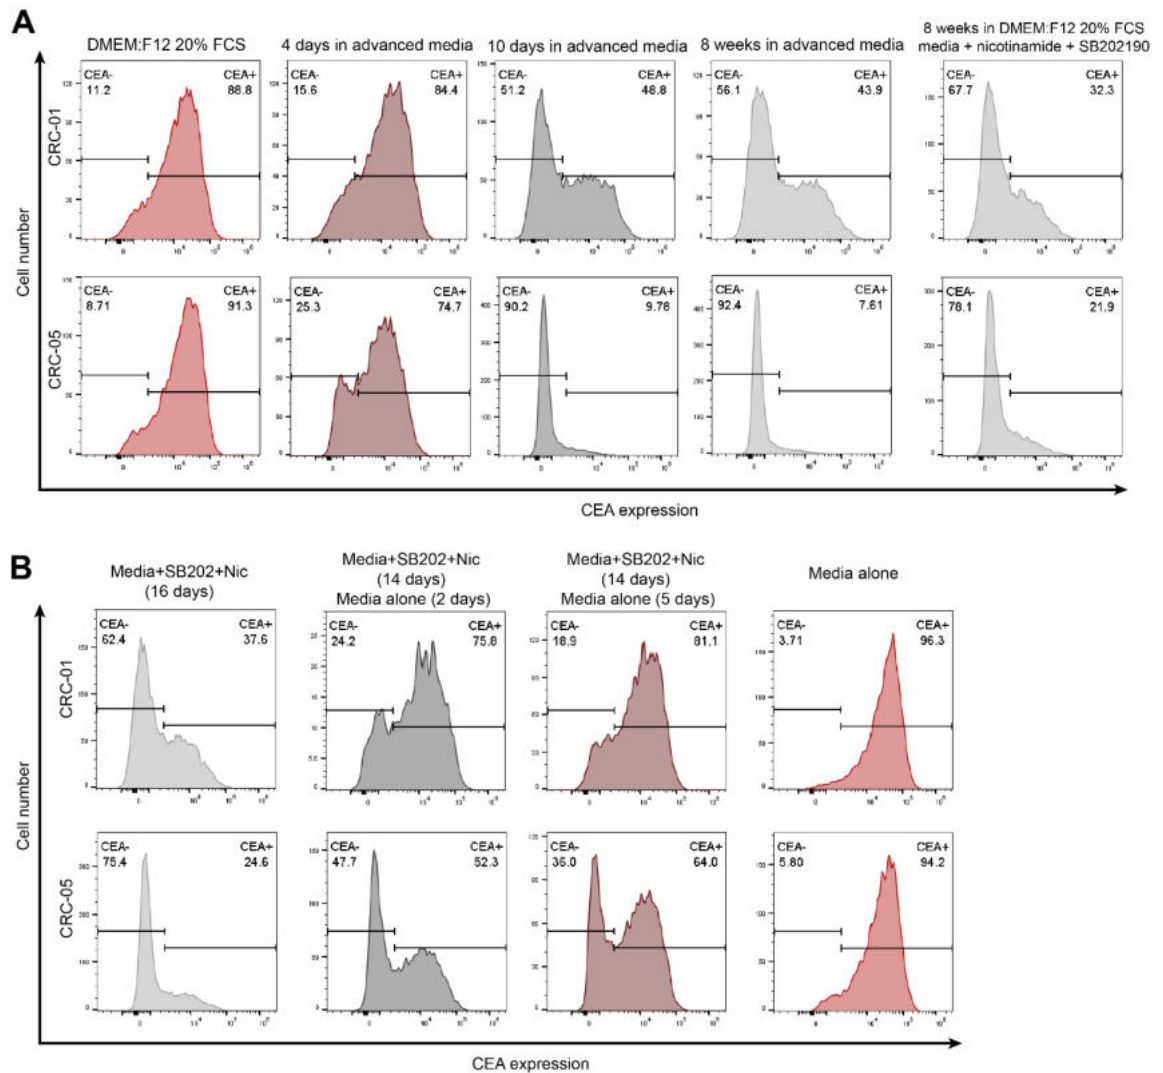 A
DMEM:F12 20% FCS
4 days in advanced media
10 days in advanced media
8 weeks in advanced media
8 weeks in DMEM:F12 20% FCS
media + nicotinamide + SB202190
CRC-01
CEA- CEA+
11.2 88.8
CEA- CEA+
15.6 84.4
CEA- CEA+
51.2 48.8
CEA- CEA+
56.1 43.9
CEA- CEA+
67.7 32.3
CRC-05
CEA- CEA+
8.71 91.3
CEA- CEA+
25.3 74.7
CEA- CEA+
90.2 9.78
CEA- CEA+
92.4 7.61
CEA- CEA+
78.1 21.9
Cell number
CEA expression
B
Media+SB202+Nic
(16 days)
Media+SB202+Nic
(14 days)
Media alone (2 days)
Media+SB202+Nic
(14 days)
Media alone (5 days)
Media alone
CRC-01
CEA- CEA+
62.4 37.6
CEA- CEA+
24.2 75.8
CEA- CEA+
18.9 81.1
CEA- CEA+
3.71 96.3
CRC-05
CEA- CEA+
75.4 24.6
CEA- CEA+
47.7 52.3
CEA- CEA+
36.0 64.0
CEA- CEA+
5.80 94.2
Cell number
CEA expression